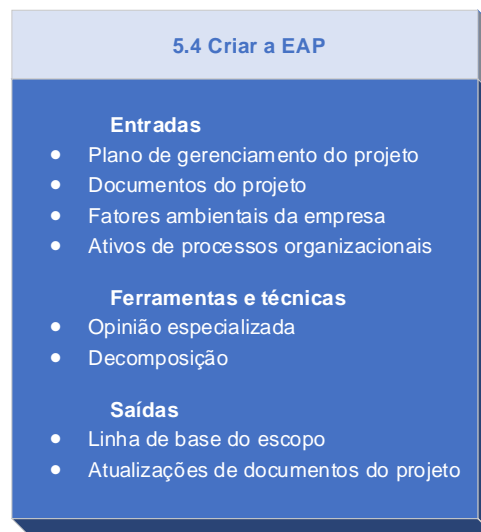 5.4 Criar a EAP
Entradas
• Plano de gerenciamento do projeto
• Documentos do projeto
• Fatores ambientais da empresa
• Ativos de processos organizacionais
Ferramentas e técnicas
• Opinião especializada
• Decomposição
Saídas
• Linha de base do escopo
• Atualizações de documentos do projeto